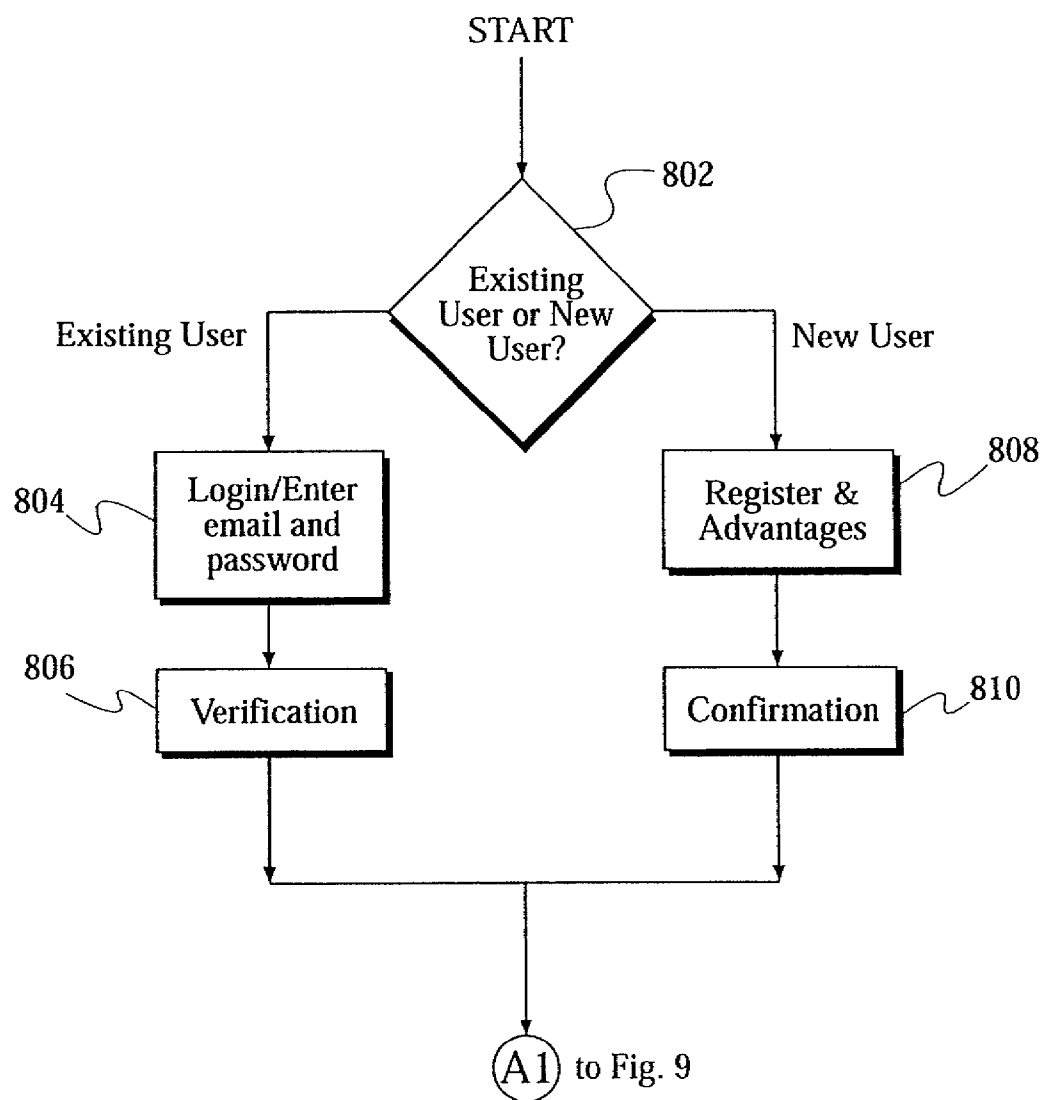 START
802
Existing
User or New
User?
Existing User
New User
804
Login/Enter
email and
password
808
Register &
Advantages
806
Verification
810
Confirmation
A1 to Fig. 9